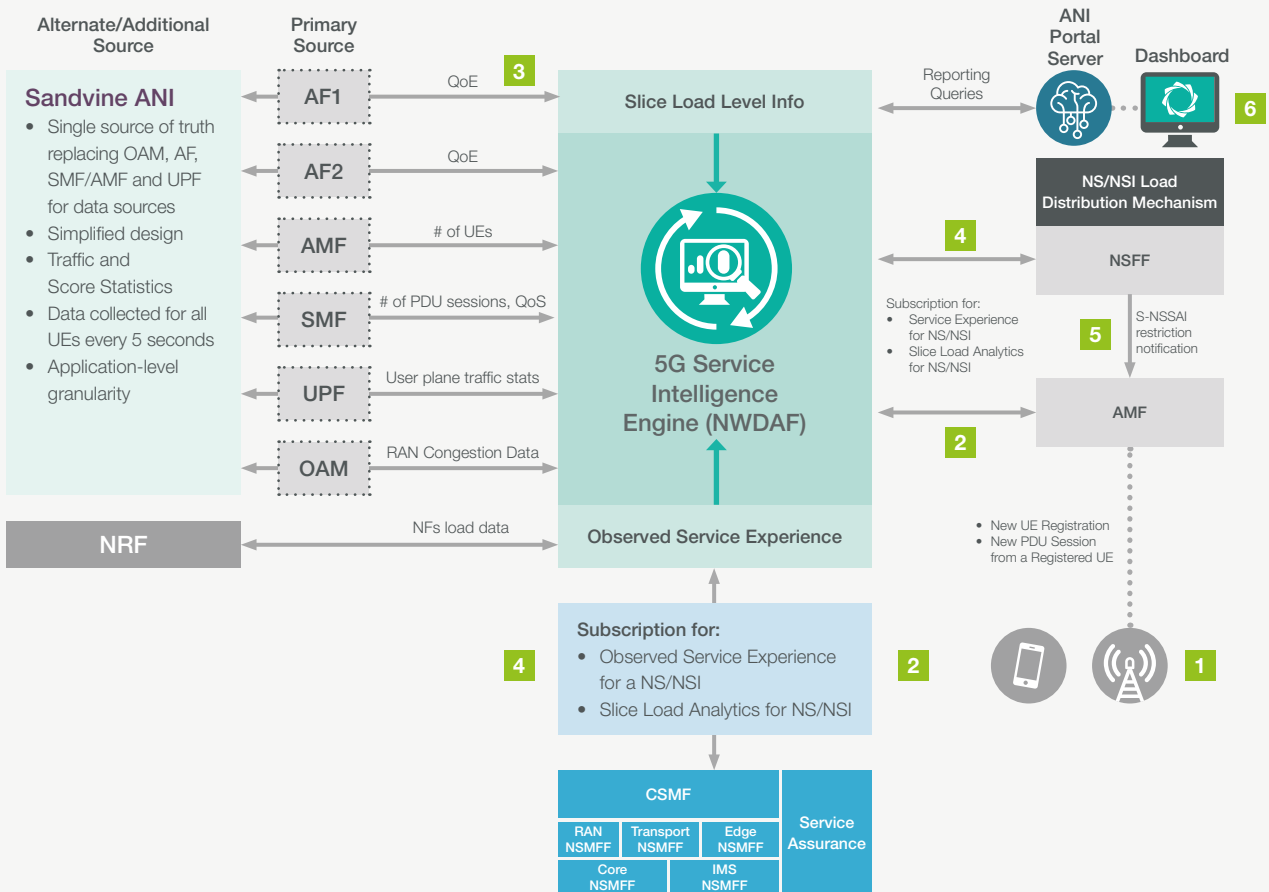 Alternate/Additional
Source
Primary
Source
Sandvine ANI
• Single source of truth
replacing OAM, AF,
SMF/AMF and UPF
for data sources
• Simplified design
• Traffic and
Score Statistics
• Data collected for all
UEs every 5 seconds
• Application-level
granularity
NRF
AF1
AF2
AMF
SMF
UPF
OAM
QoE
3
QoE
# of UEs
# of PDU sessions, QoS
User plane traffic stats
RAN Congestion Data
NFs load data
Slice Load Level Info
5G Service
Intelligence
Engine (NWDAF)
Observed Service Experience
4
Subscription for:
• Observed Service Experience
for a NS/NSI
• Slice Load Analytics for NS/NSI
2
CSMF
RAN
NSMFF
Transport
NSMFF
Edge
NSMFF
Core
NSMFF
IMS
NSMFF
Service
Assurance
Reporting
Queries
ANI
Portal
Server
Dashboard
6
NS/NSI Load
Distribution Mechanism
NSFF
4
Subscription for:
• Service Experience
for NS/NSI
• Slice Load Analytics
for NS/NSI
5
S-NSSAI
restriction
notification
AMF
2
• New UE Registration
• New PDU Session
from a Registered UE
1